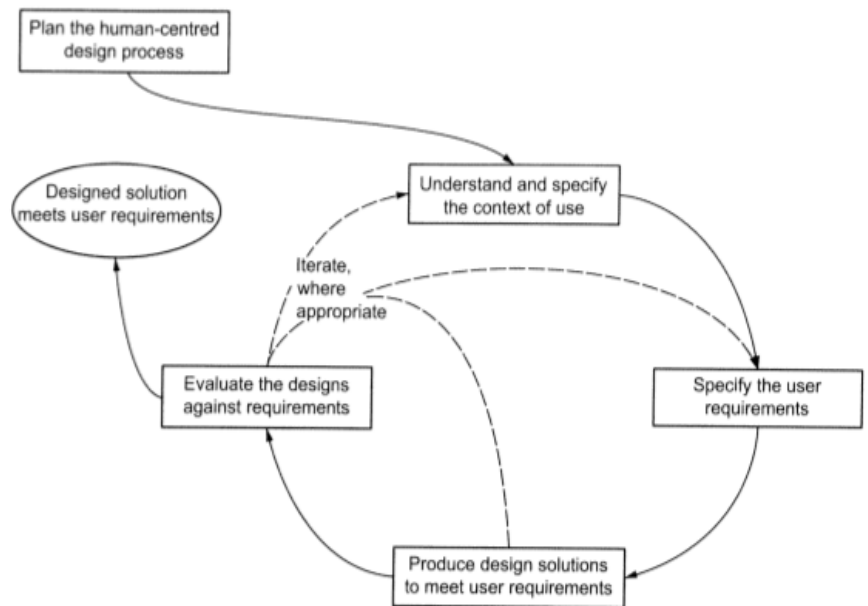 Plan the human-centred
design process
Understand and specify
the context of use
Designed solution
meets user requirements
Iterate,
where
appropriate
Evaluate the designs
against requirements
Specify the user
requirements
Produce design solutions
to meet user requirements